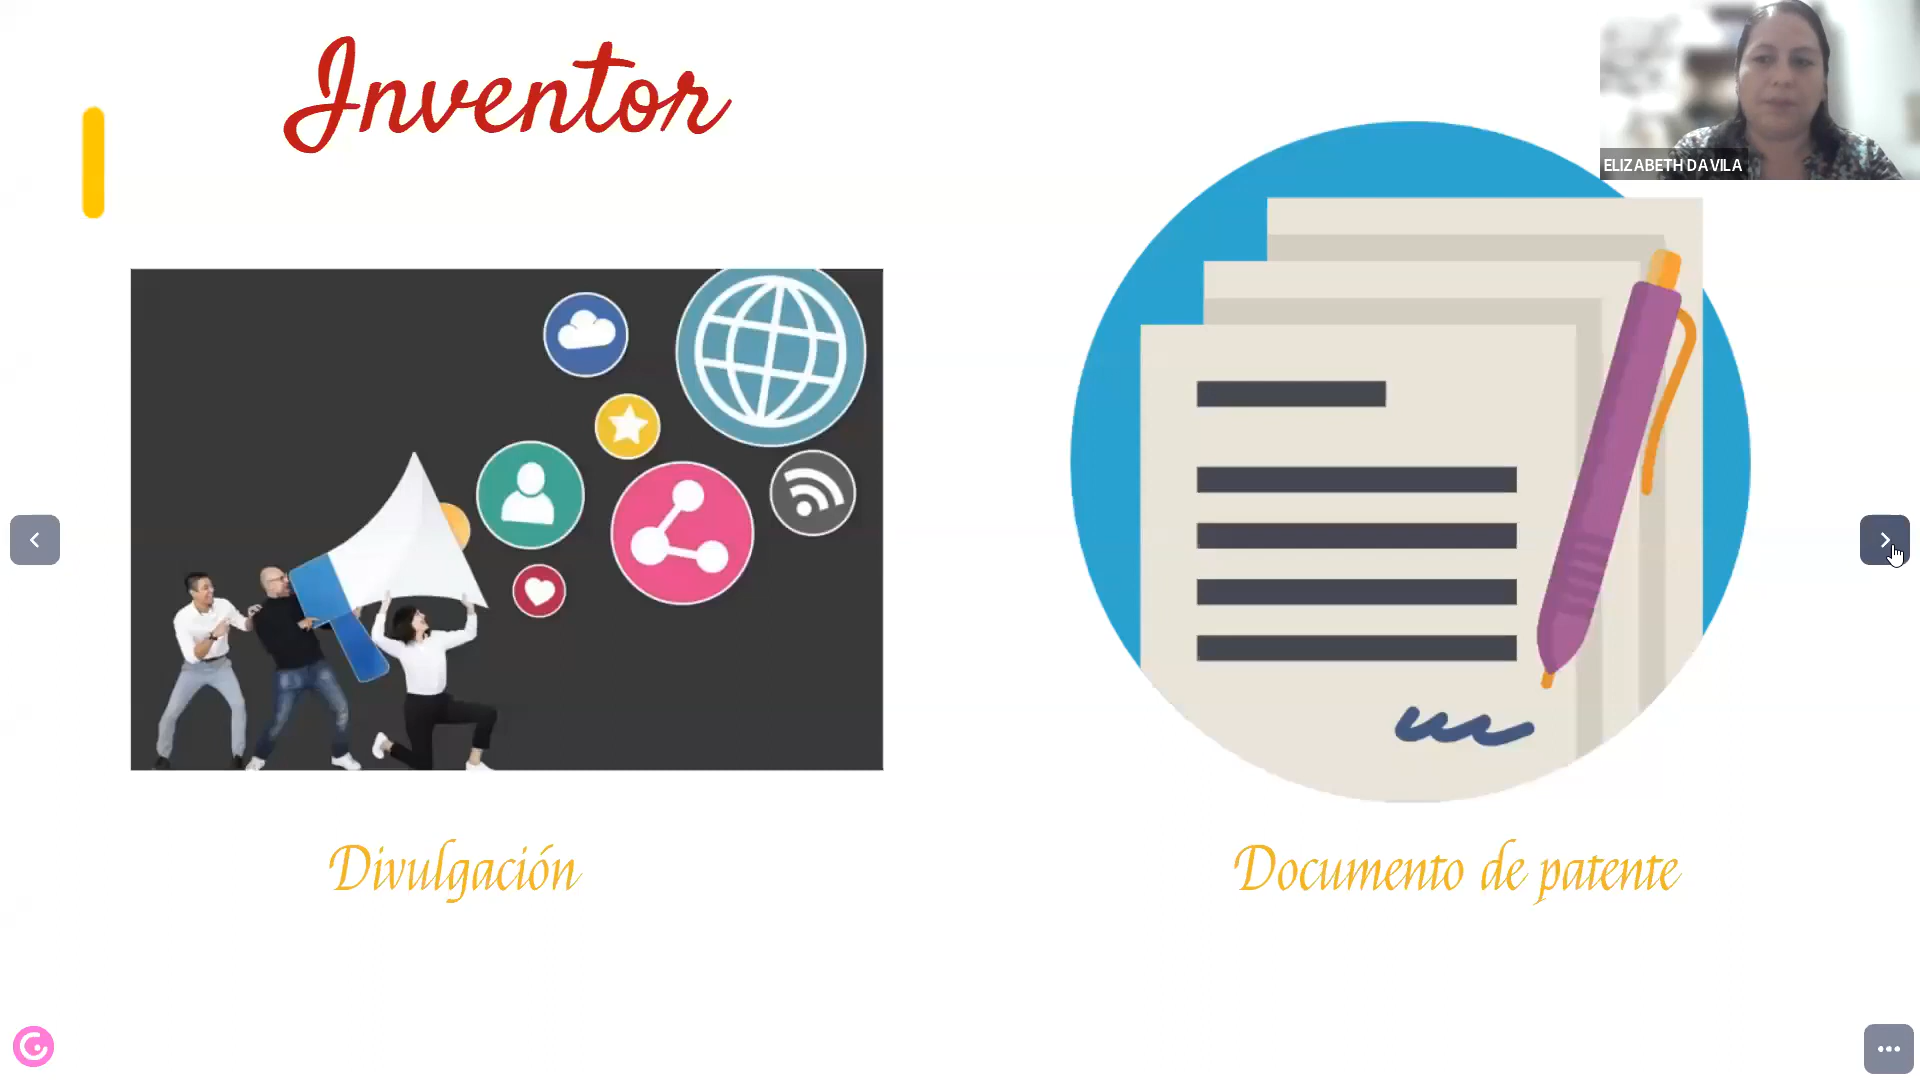 Inventor
ELIZABETH DAVILA
Divulgación
Documento de patente